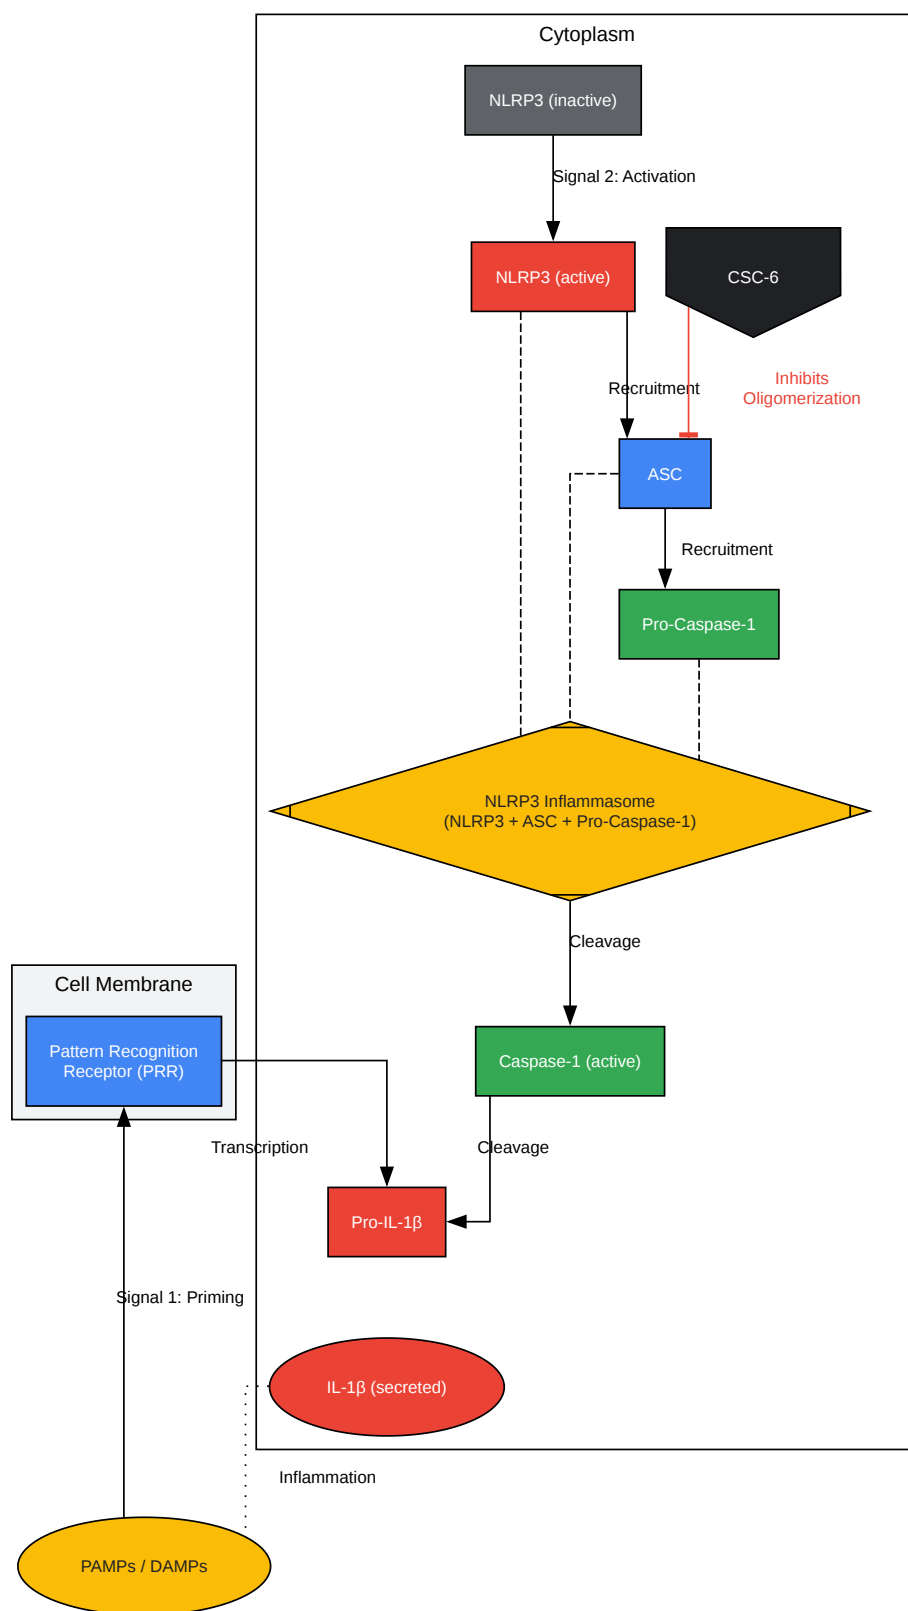 Cytoplasm
NLRP3 (inactive)
Signal 2: Activation
NLRP3 (active)
CSC-6
Recruitment
Inhibits
Oligomerization
ASC
Recruitment
Pro-Caspase-1
NLRP3 Inflammasome
(NLRP3 + ASC + Pro-Caspase-1)
Cleavage
Cell Membrane
Pattern Recognition
Receptor (PRR)
Caspase-1 (active)
Transcription
Cleavage
Pro-IL-1β
Signal 1: Priming
IL-1β (secreted)
Inflammation
PAMPs / DAMPs